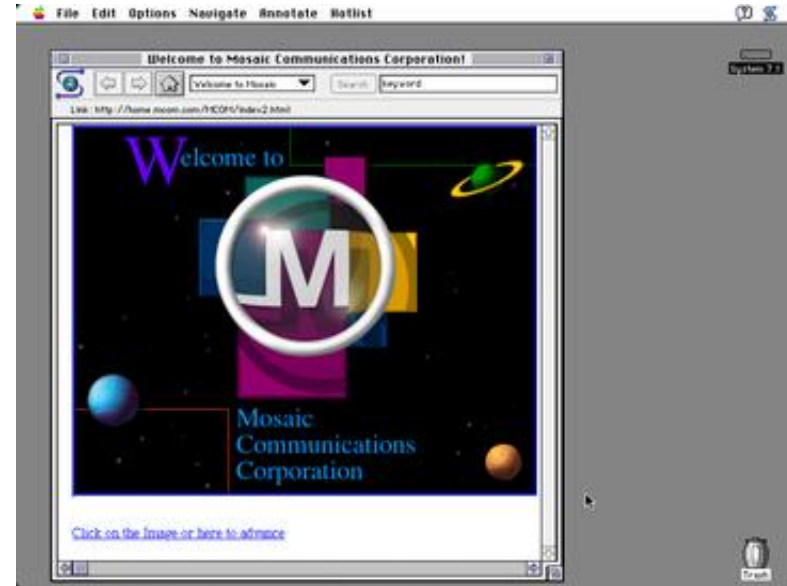 File Edit Options Navigate Annotate Hotlist
Welcome to Mosaic Communications Corporation!
Welcome to Mosaic Search keyword
Link : http://home.mcom.com/MCOM/index2.html
System 7.1
Welcome to
M
Mosaic
Communications
Corporation
Click on the Image or here to advance
Trash